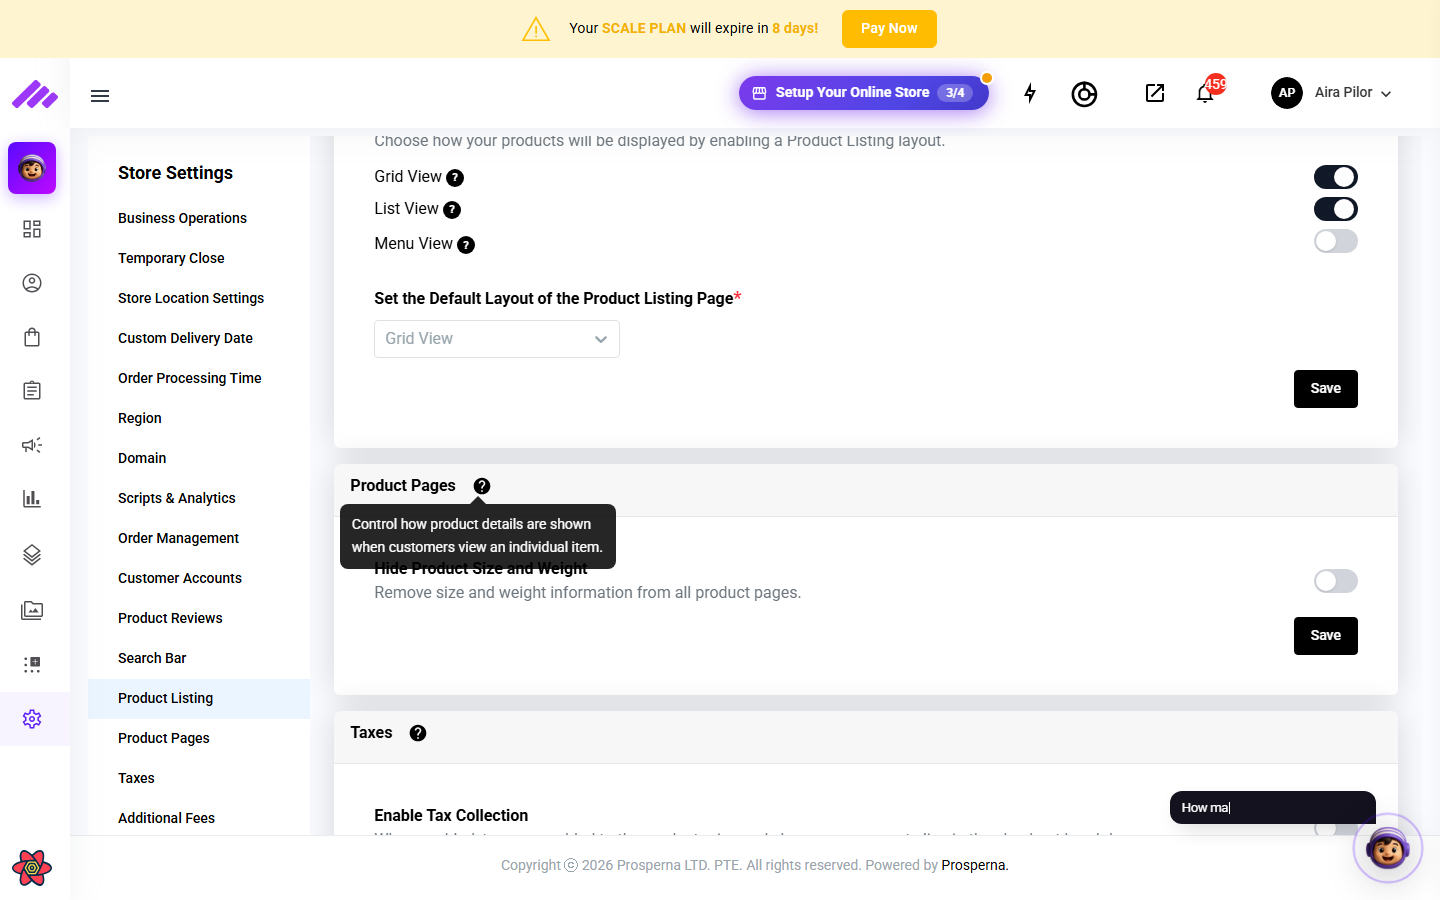 Your SCALE PLAN will expire in 8 days!
Pay Now
Setup Your Online Store 3/4
459
AP
Aira Pilor
Store Settings
Business Operations
Temporary Close
Store Location Settings
Custom Delivery Date
Order Processing Time
Region
Domain
Scripts & Analytics
Order Management
Customer Accounts
Product Reviews
Search Bar
Product Listing
Product Pages
Taxes
Additional Fees
Choose how your products will be displayed by enabling a Product Listing layout.
Grid View ?
List View ?
Menu View ?
Set the Default Layout of the Product Listing Page*
Grid View
Save
Product Pages ?
Control how product details are shown
when customers view an individual item.
Hide Product Size and Weight
Remove size and weight information from all product pages.
Save
Taxes ?
Enable Tax Collection
How ma
Copyright © 2026 Prosperna LTD. PTE. All rights reserved. Powered by Prosperna.